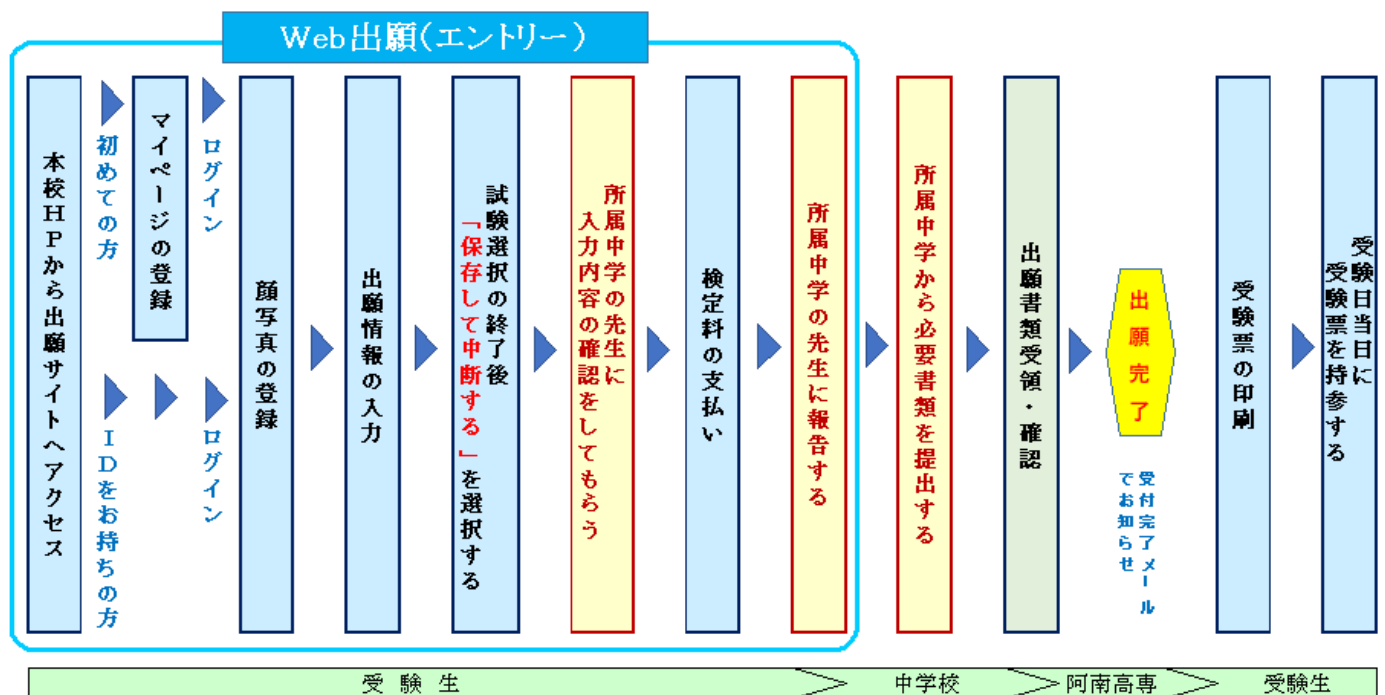 Web出願(エントリー)
本校HPから出願サイトへアクセス
初めての方
IDをお持ちの方
マイページの登録
ログイン
ログイン
顔写真の登録
出願情報の入力
試験選択の終了後
「保存して中断する」を選択する
所属中学の先生に
入力内容の確認をしてもらう
検定料の支払い
所属中学の先生に報告する
所属中学から必要書類を提出する
出願書類受領・確認
出願完了
受付完了メール
でお知らせ
受験票の印刷
受験日当日に
受験票を持参する
受験生
中学校
阿南高専
受験生